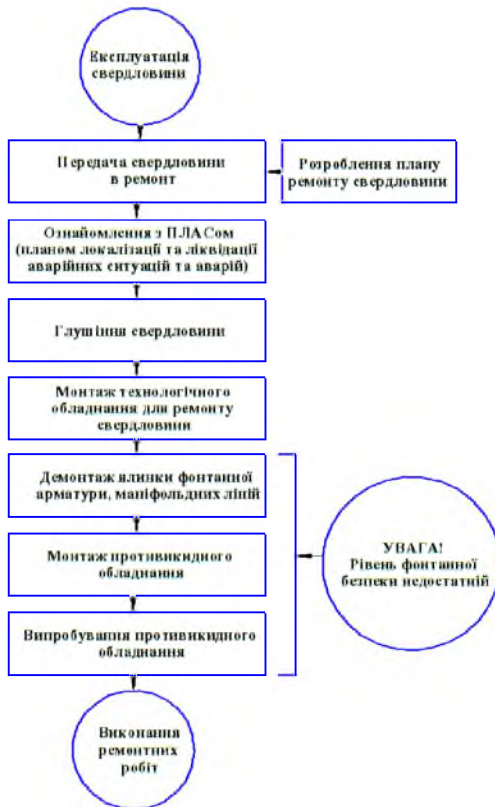 Експлуатація
свердловини
Передача свердловини
в ремонт
Розроблення плану
ремонту свердловини
Ознайомлення з ПЛАСом
(планом локалізації та ліквідації
аварійних ситуацій та аварій)
Глушіння свердловини
Монтаж технологічного
обладнання для ремонту
свердловини
Демонтаж ялинки фонтанної
арматури, маніфольдних ліній
Монтаж противикидного
обладнання
Випробування противикидного
обладнання
УВАГА!
Рівень фонтанної
безпеки недостатній
Виконання
ремонтних
робіт